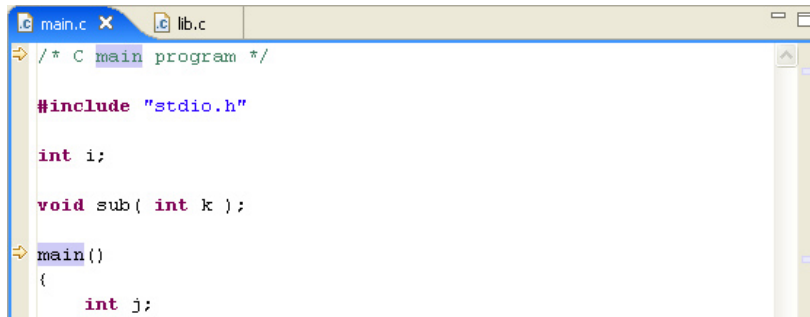 main.c lib.c
/* C main program */
#include "stdio.h"
int i;
void sub( int k );
main()
{
int j;